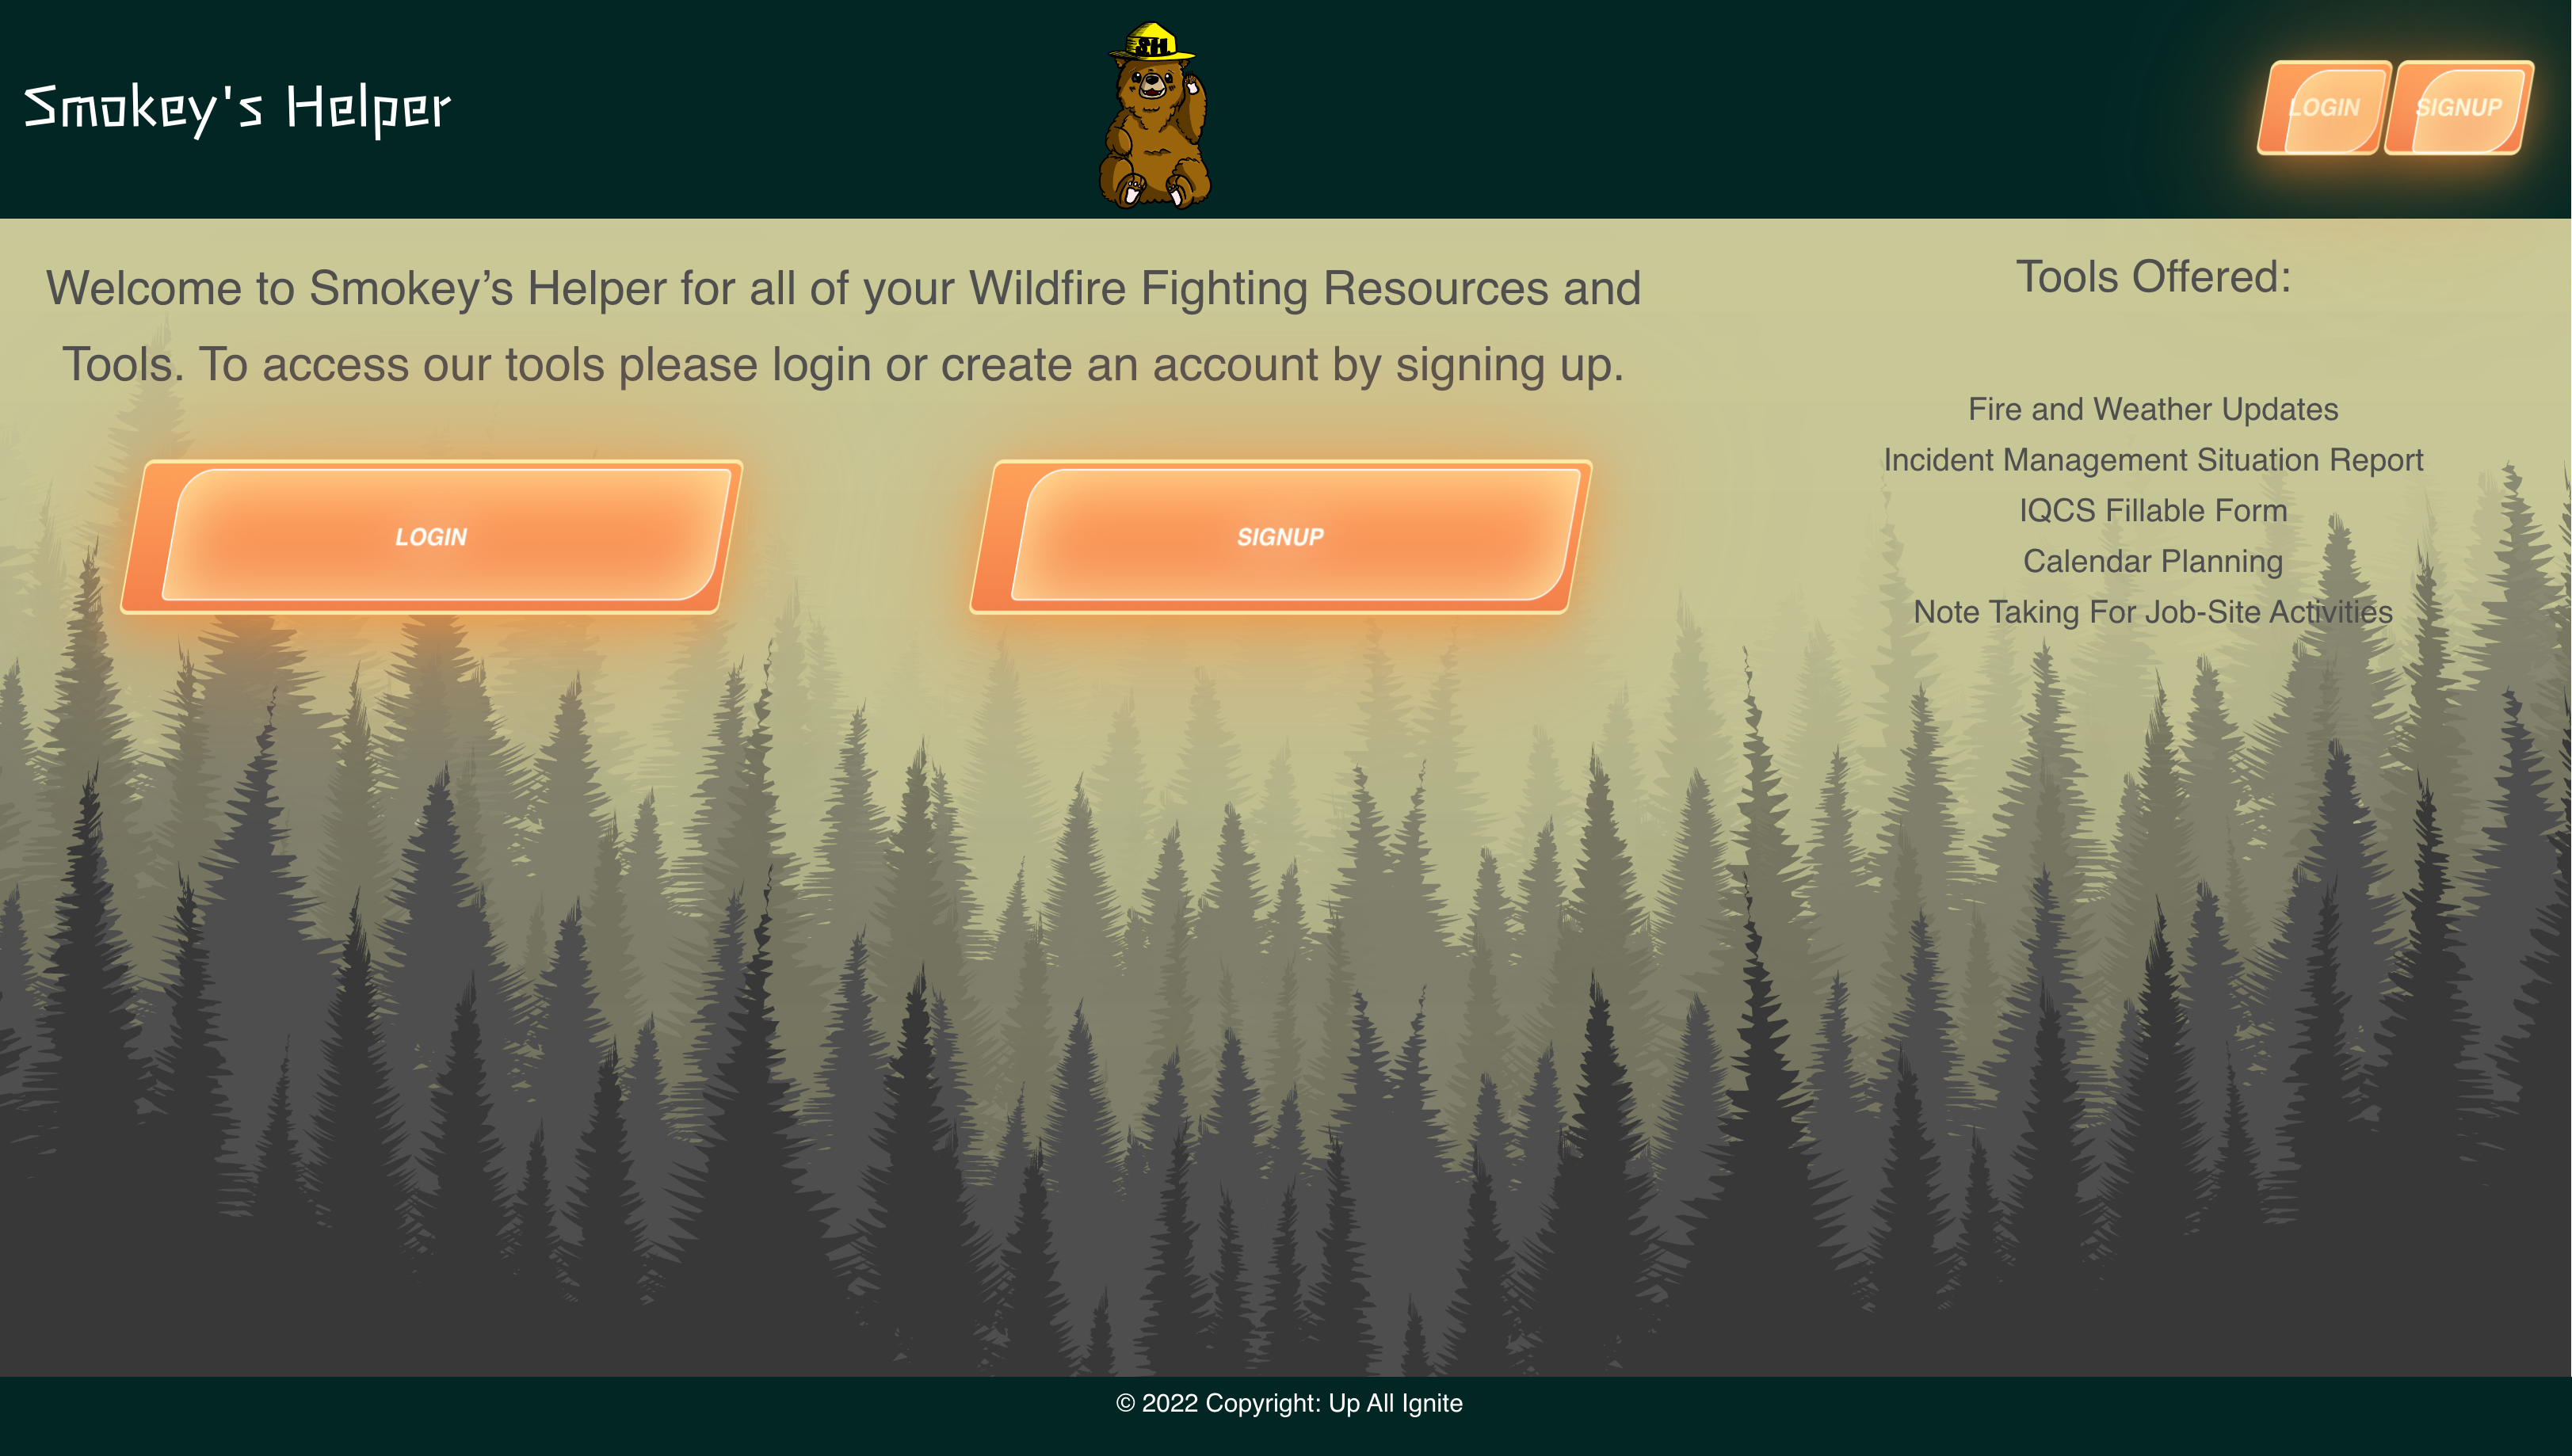 Smokey's Helper
SH
LOGIN
SIGNUP
Welcome to Smokey’s Helper for all of your Wildfire Fighting Resources and
Tools. To access our tools please login or create an account by signing up.
LOGIN
SIGNUP
Tools Offered:
Fire and Weather Updates
Incident Management Situation Report
IQCS Fillable Form
Calendar Planning
Note Taking For Job-Site Activities
© 2022 Copyright: Up All Ignite